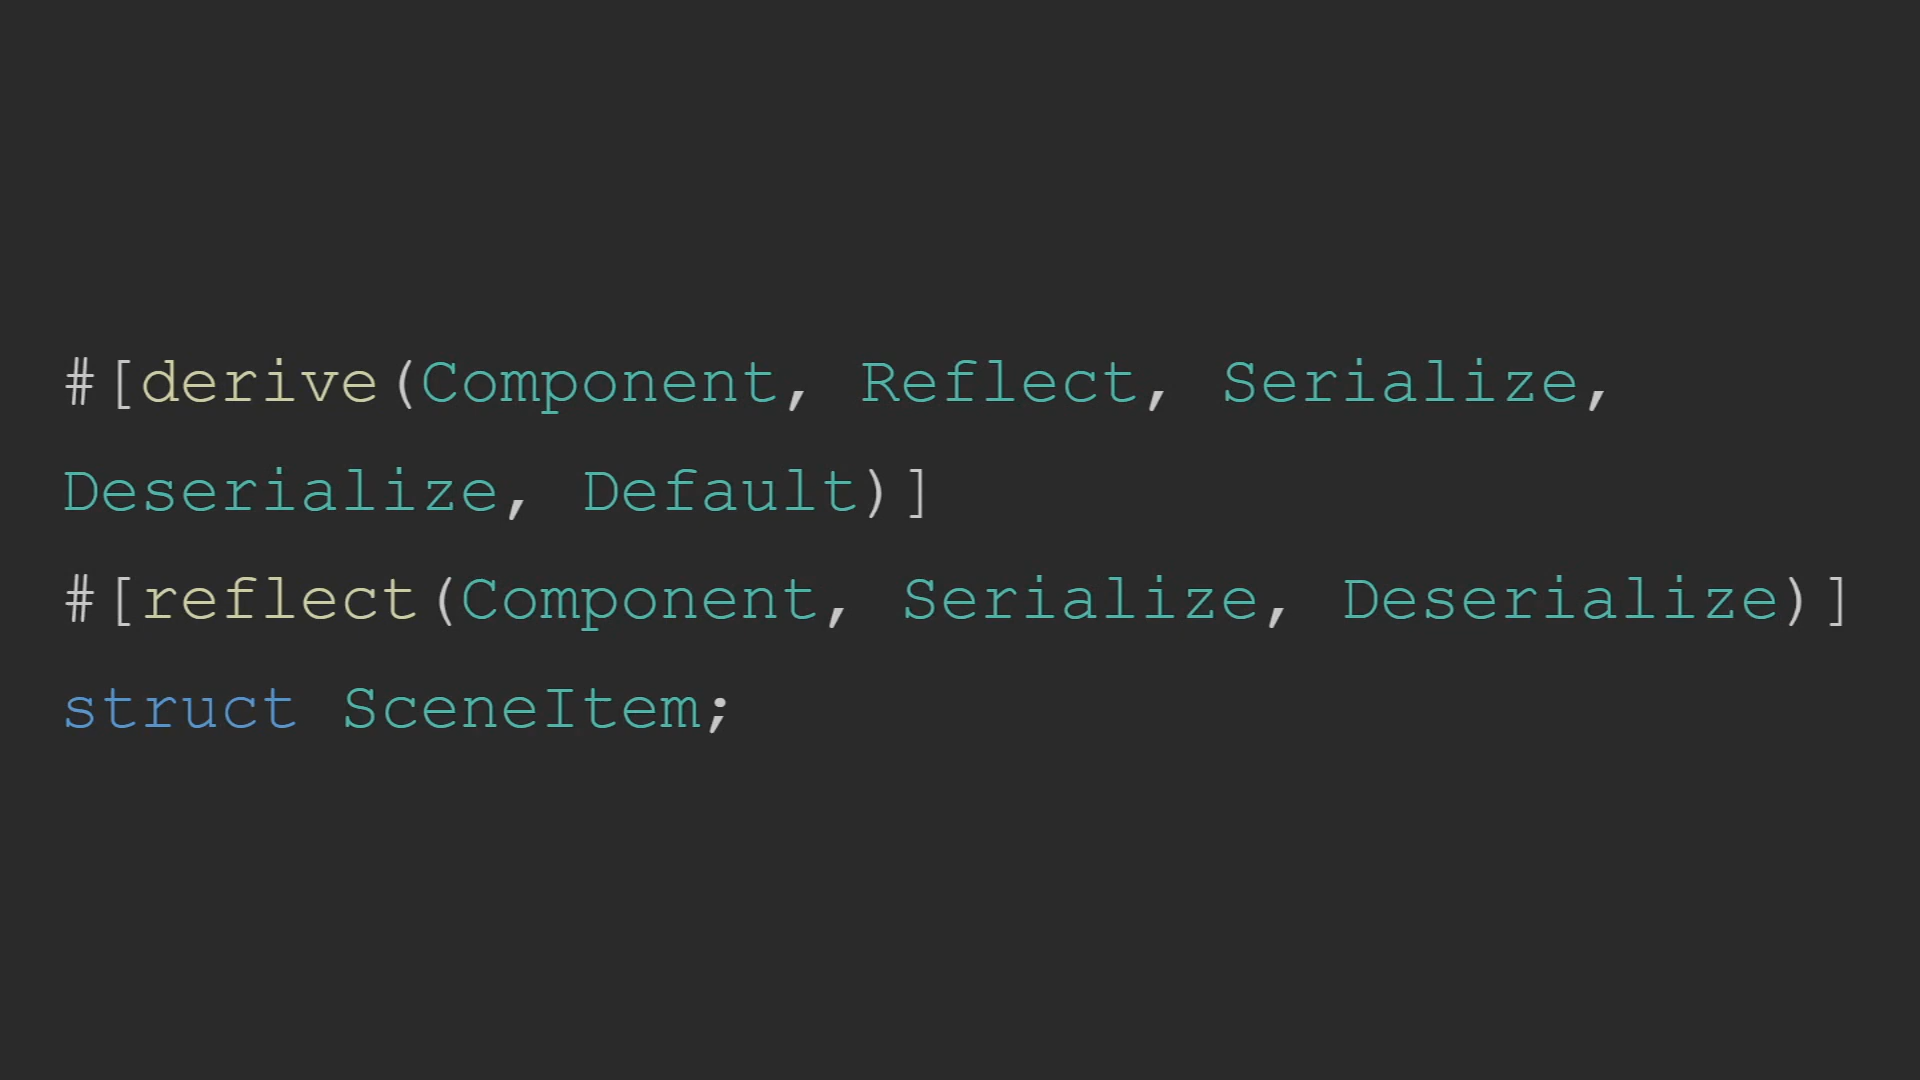 #[derive(Component, Reflect, Serialize,
Deserialize, Default)]
#[reflect(Component, Serialize, Deserialize)]
struct SceneItem;